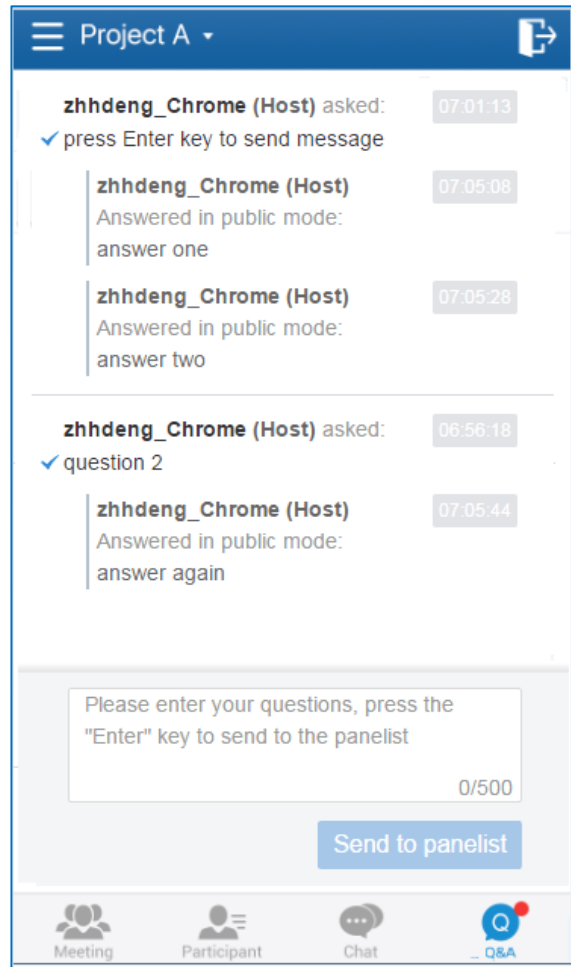 Project A
zhhdeng_Chrome (Host) asked: 07:01:13
press Enter key to send message
zhhdeng_Chrome (Host) 07:05:08
Answered in public mode:
answer one
zhhdeng_Chrome (Host) 07:05:28
Answered in public mode:
answer two
zhhdeng_Chrome (Host) asked: 06:56:18
question 2
zhhdeng_Chrome (Host) 07:05:44
Answered in public mode:
answer again
Please enter your questions, press the
"Enter" key to send to the panelist
0/500
Send to panelist
Q
Meeting Participant Chat _ Q&A